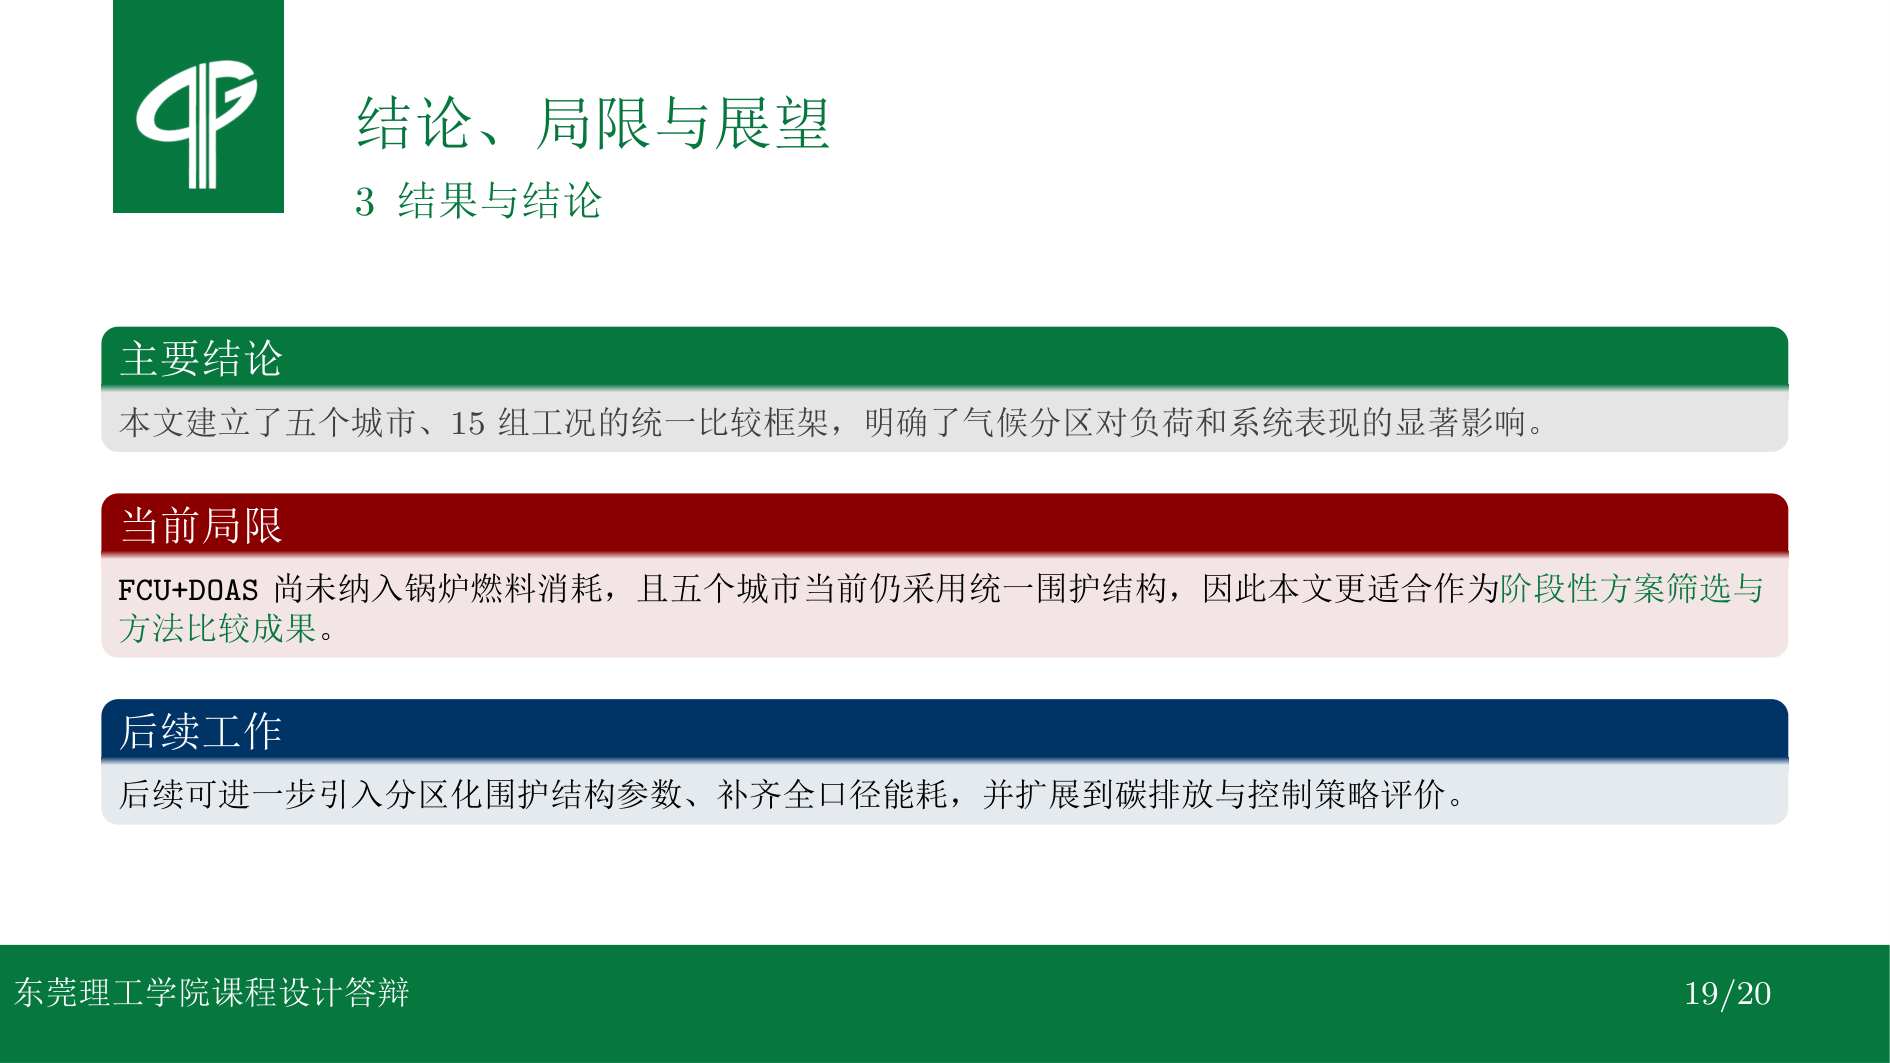 结论、局限与展望
3 结果与结论
主要结论
本文建立了五个城市、15 组工况的统一比较框架，明确了气候分区对负荷和系统表现的显著影响。
当前局限
FCU+DOAS 尚未纳入锅炉燃料消耗，且五个城市当前仍采用统一围护结构，因此本文更适合作为阶段性方案筛选与
方法比较成果。
后续工作
后续可进一步引入分区化围护结构参数、补齐全口径能耗，并扩展到碳排放与控制策略评价。
东莞理工学院课程设计答辩
19/20